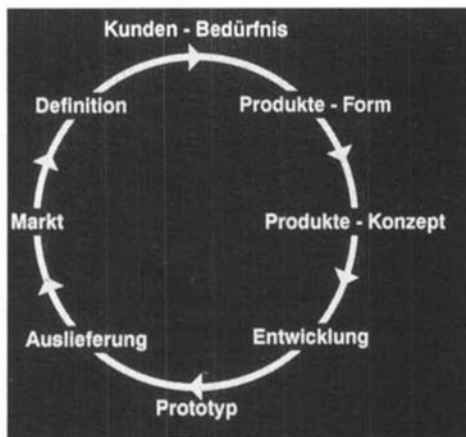 Kunden - Bedürfnis
Produkte - Form
Produkte - Konzept
Entwicklung
Prototyp
Auslieferung
Markt
Definition